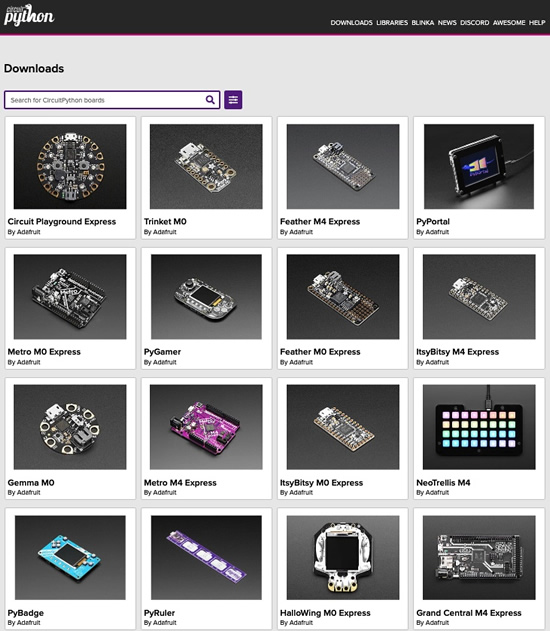 circuit
python
DOWNLOADS LIBRARIES BLINKA NEWS DISCORD AWESOME HELP
Downloads
Search for CircuitPython boards
Circuit Playground Express
By Adafruit
Trinket M0
By Adafruit
Feather M4 Express
By Adafruit
PyPortal
By Adafruit
Metro M0 Express
By Adafruit
PyGamer
By Adafruit
Feather M0 Express
By Adafruit
ItsyBitsy M4 Express
By Adafruit
Gemma M0
By Adafruit
Metro M4 Express
By Adafruit
ItsyBitsy M0 Express
By Adafruit
NeoTrellis M4
By Adafruit
PyBadge
By Adafruit
PyRuler
By Adafruit
HalloWing M0 Express
By Adafruit
Grand Central M4 Express
By Adafruit